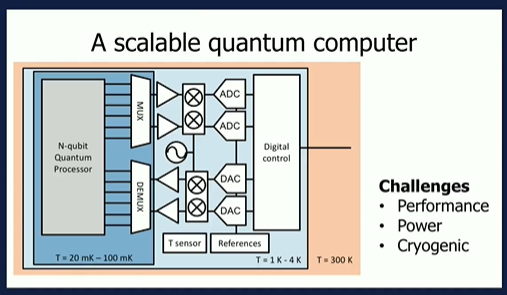 A scalable quantum computer
N-qubit
Quantum
Processor
MUX
DEMUX
ADC
ADC
DAC
DAC
Digital
control
T sensor
References
T = 20 mK – 100 mK
T = 1 K - 4 K
T = 300 K
Challenges
• Performance
• Power
• Cryogenic